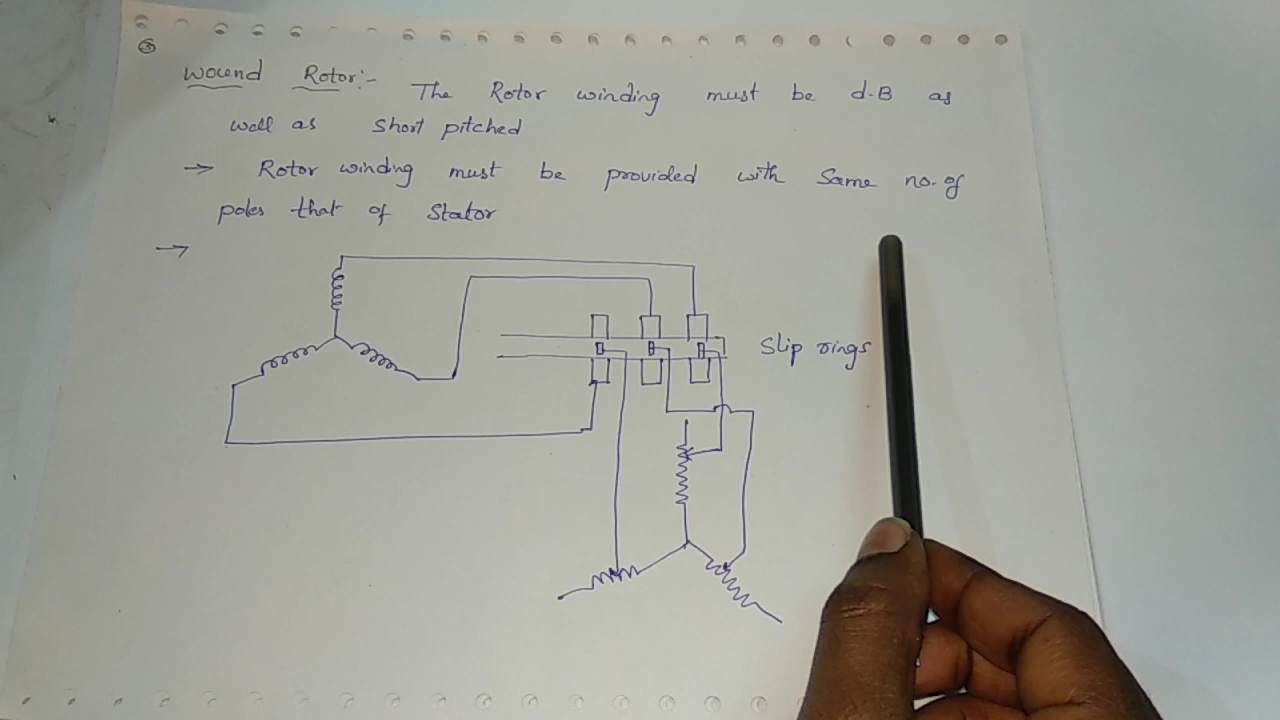 ③
Wound Rotor:- The Rotor winding must be d-B as
well as short pitched
→ Rotor winding must be provided with same no. of
poles that of stator
→
Slip rings